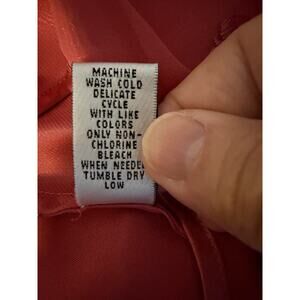 MACHINE
WASH COLD
DELICATE
CYCLE
WITH LIKE
COLORS
ONLY NON-
CHLORINE
BLEACH
WHEN NEEDED
TUMBLE DRY
LOW